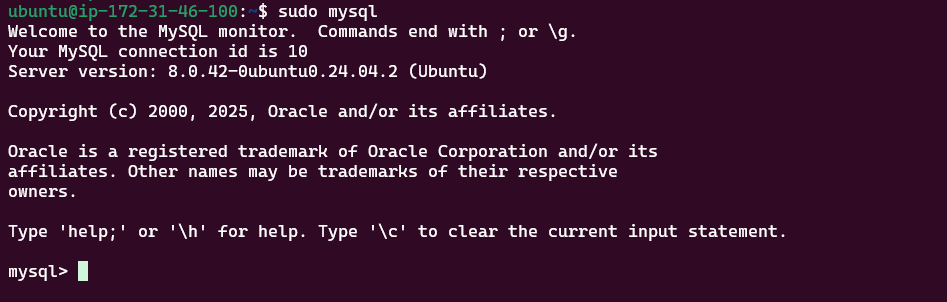 ubuntu@ip-172-31-46-100:~$ sudo mysql
Welcome to the MySQL monitor.  Commands end with ; or \g.
Your MySQL connection id is 10
Server version: 8.0.42-0ubuntu0.24.04.2 (Ubuntu)
Copyright (c) 2000, 2025, Oracle and/or its affiliates.
Oracle is a registered trademark of Oracle Corporation and/or its
affiliates. Other names may be trademarks of their respective
owners.
Type 'help;' or '\h' for help. Type '\c' to clear the current input statement.
mysql>